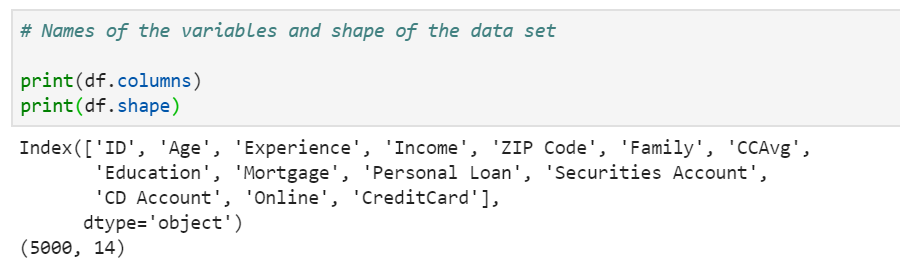 # Names of the variables and shape of the data set
print(df.columns)
print(df.shape)
Index(['ID', 'Age', 'Experience', 'Income', 'ZIP Code', 'Family', 'CCAvg',
'Education', 'Mortgage', 'Personal Loan', 'Securities Account',
'CD Account', 'Online', 'CreditCard'],
dtype='object')
(5000, 14)